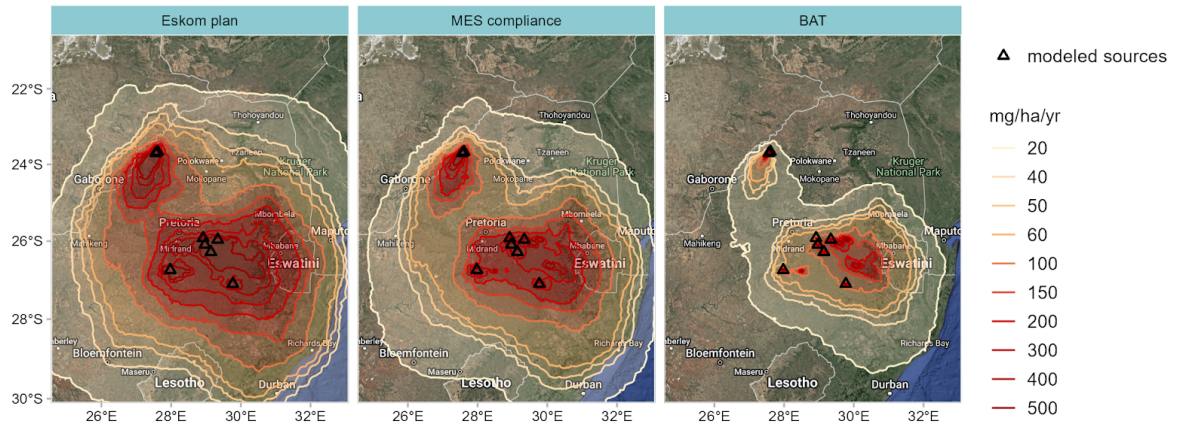 Eskom plan
MES compliance
BAT
22°S
24°S
26°S
28°S
30°S
Thohoyandou
Polokwane
Tzaneen
Kruger
National Park
Mokopane
Gaborone
Mbombela
Pretoria
Mahikeng
Midrand
Mbabane
Maputo
Eswatini
Richards Bay
Bloemfontein
Maseru
Lesotho
Durban
26°E
28°E
30°E
32°E
Thohoyandou
Polokwane
Tzaneen
Kruger
National Park
Mokopane
Gaborone
Mbombela
Pretoria
Mahikeng
Midrand
Mbabane
Maputo
Eswatini
Richards Bay
mberley
Bloemfontein
Maseru
Lesotho
Durban
26°E
28°E
30°E
32°E
Thohoyandou
Polokwane
Tzaneen
Kruger
National Park
Mokopane
Gaborone
Mbombela
Pretoria
Mahikeng
Midrand
Mbabane
Maputo
Eswatini
Richards Bay
mberley
Bloemfontein
Maseru
Lesotho
Durban
26°E
28°E
30°E
32°E
modeled sources
mg/ha/yr
20
40
50
60
100
150
200
300
400
500